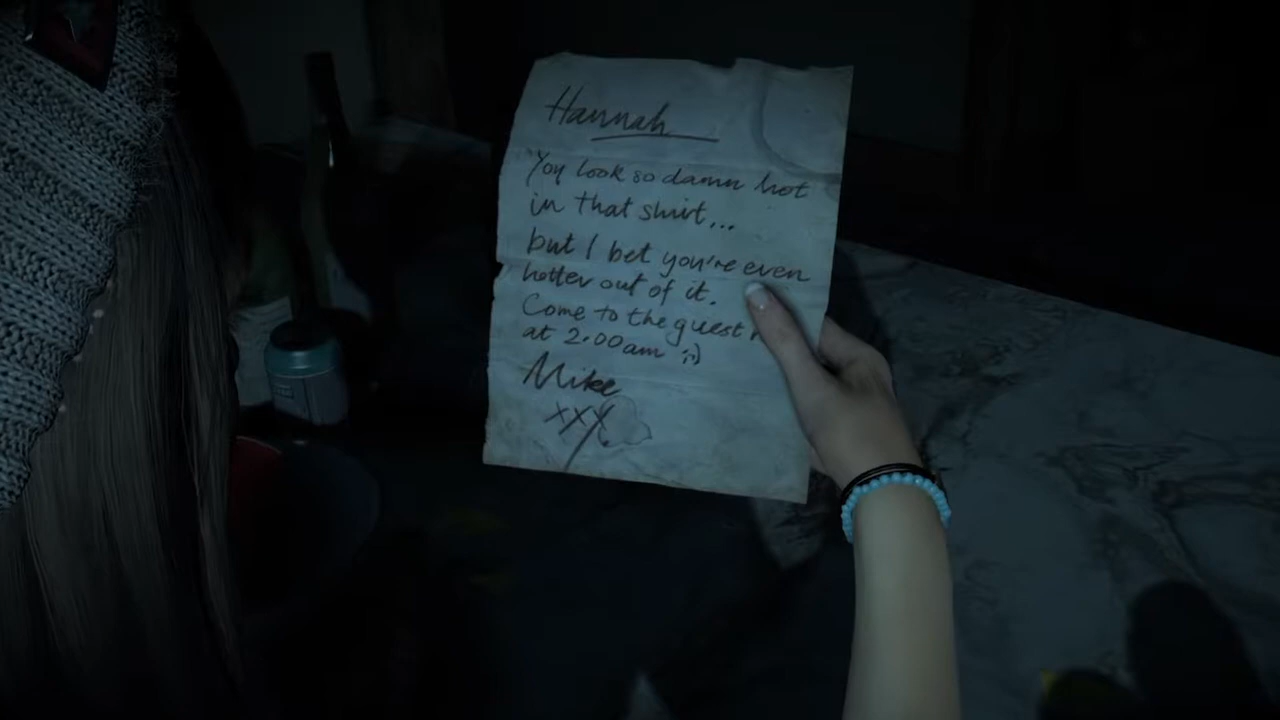 Hannah
You look so damn hot
in that shirt...
but I bet you're even
hotter out of it.
Come to the guest
at 2.00am ;)
Mike
xxx